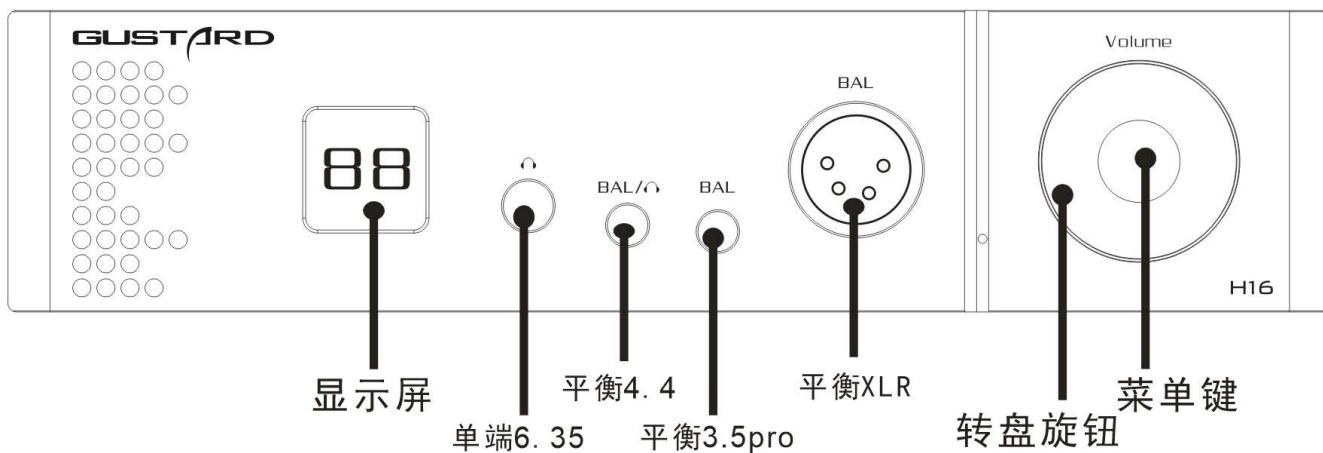 GUSTARD
Volume
BAL
88
BAL/
BAL
H16
显示屏
平衡4. 4
平衡XLR
转盘旋钮
菜单键
单端6. 35
平衡3.5pro